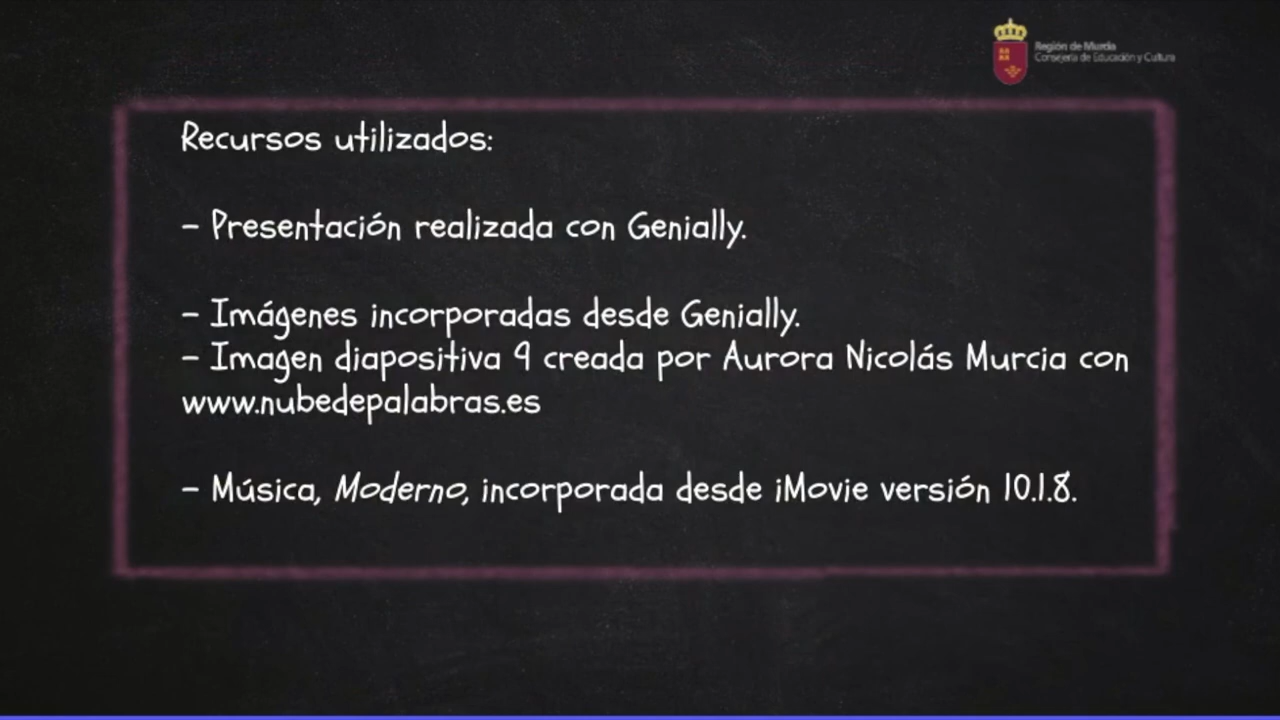 Región de Murcia
Consejería de Educación y Cultura
Recursos utilizados:
- Presentación realizada con Genially.
- Imágenes incorporadas desde Genially.
- Imagen diapositiva 9 creada por Aurora Nicolás Murcia con
www.nubedepalabras.es
- Música, Moderno, incorporada desde iMovie versión 10.1.8.